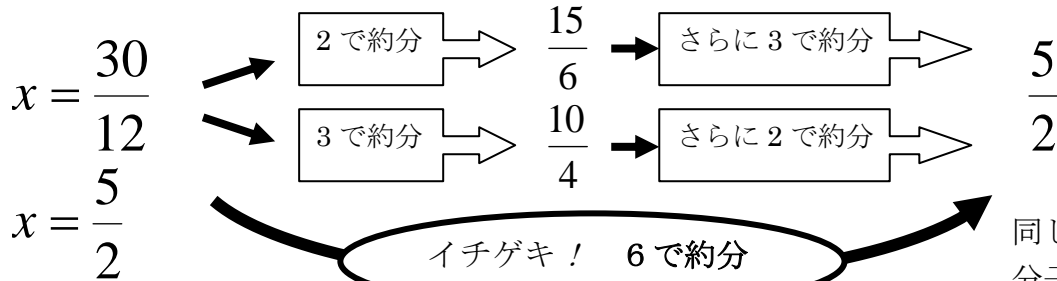 x = 30/12
2で約分
15/6
さらに3で約分
5/2
3で約分
10/4
さらに2で約分
x = 5/2
イチゲキ！ 6で約分
同じ